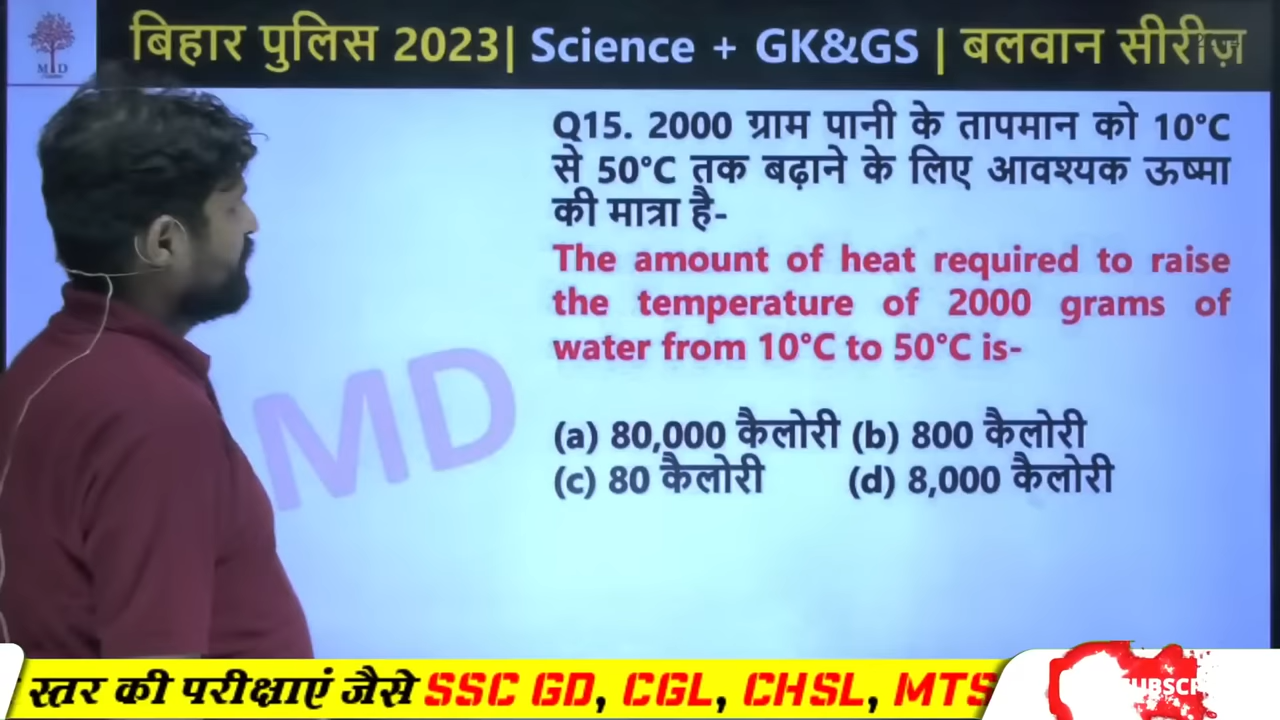 बिहार पुलिस 2023| Science + GK&GS | बलवान सीरीज़
Q15. 2000 ग्राम पानी के तापमान को 10°C
से 50°C तक बढ़ाने के लिए आवश्यक ऊष्मा
की मात्रा है-
The amount of heat required to raise
the temperature of 2000 grams of
water from 10°C to 50°C is-
(a) 80,000 कैलोरी (b) 800 कैलोरी
(c) 80 कैलोरी (d) 8,000 कैलोरी
MD
स्तर की परीक्षाएं जैसे SSC GD, CGL, CHSL, MTS